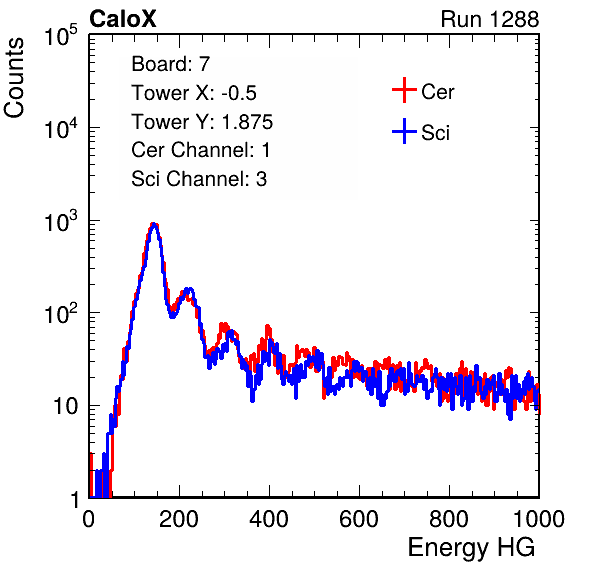 CaloX Run 1288
Counts
10^5
Board: 7
Tower X: -0.5
Tower Y: 1.875
Cer Channel: 1
Sci Channel: 3
Cer
Sci
10^4
10^3
10^2
10
1
0 200 400 600 800 1000
Energy HG